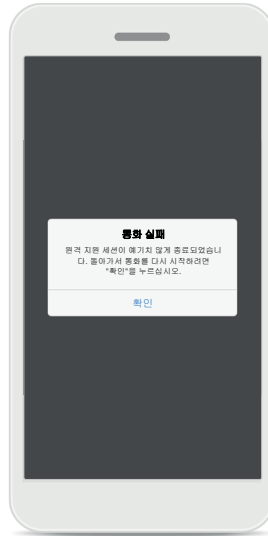 통화 실패
원격 지원 세션이 예기치 않게 종료되었습니
다. 돌아가서 통화를 다시 시작하려면
"확인"을 누르십시오.
확인